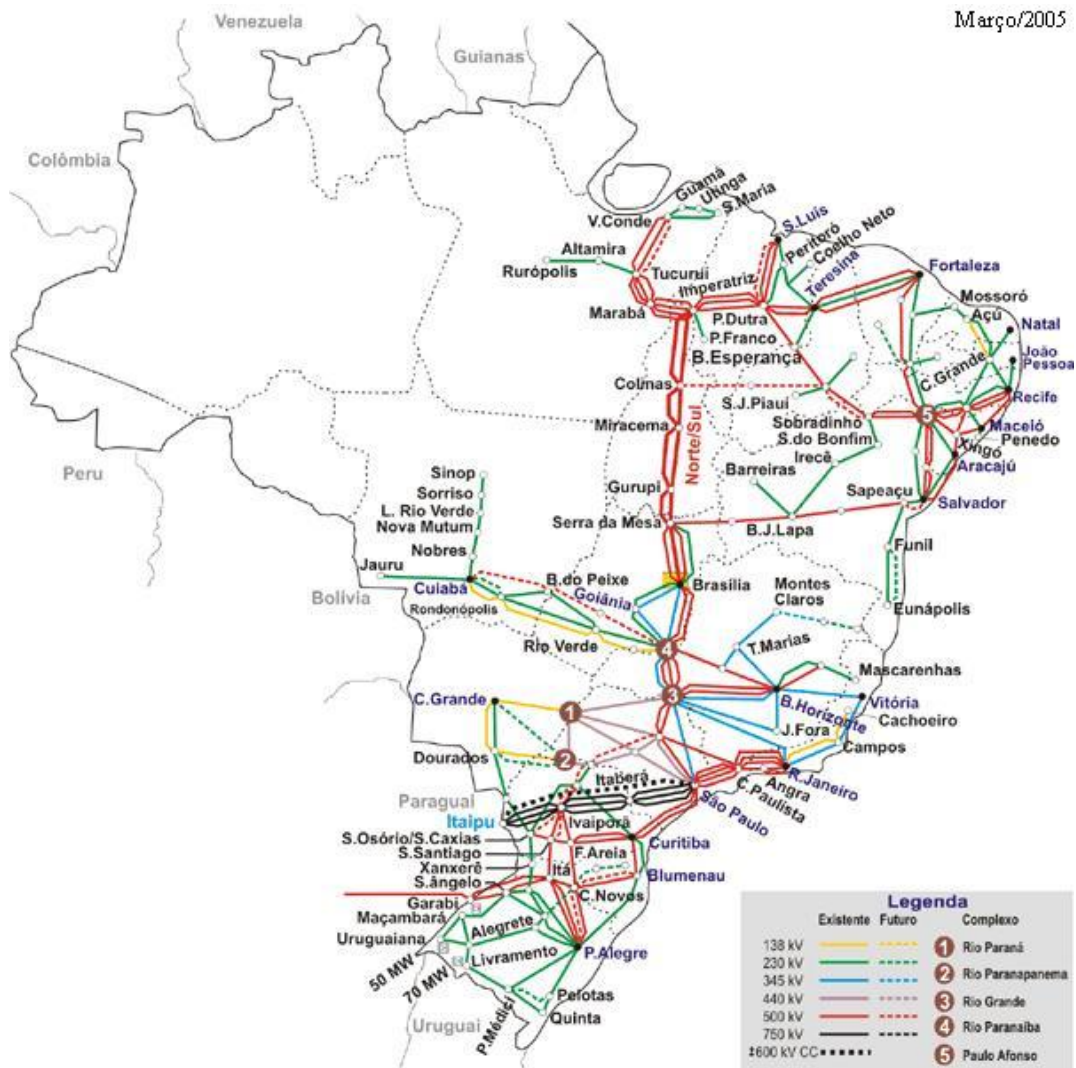 Março/2005
Venezuela
Guianas
Colômbia
Guamá
Utinga
S.Maria
V.Conde
S.Luís
Altamira
Peritoró
Coelho Neto
Rurópolis
Tucuruí
Imperatriz
Teresina
Fortaleza
Marabá
P.Dutra
Mossoró
Açú
P.Franco
Natal
B.Esperança
João
Pessoa
C.Grande
Colinas
S.J.Piauí
Recife
Miracema
Norte/Sul
Sobradinho
Maceió
S.do Bonfim
Penedo
Xingó
Irecê
Aracajú
Peru
Barreiras
Sinop
Gurupi
Sorriso
Sapeaçu
Salvador
L. Rio Verde
Serra da Mesa
Nova Mutum
B.J.Lapa
Nobres
Funil
Jauru
B.do Peixe
Brasília
Montes
Claros
Cuiabá
Bolívia
Goiânia
Rondonópolis
Eunápolis
Rio Verde
4
T.Marias
Mascarenhas
C.Grande
3
1
B.Horizonte
Vitória
Cachoeiro
J.Fora
Campos
Dourados
2
Itaberá
Angra
R.Janeiro
C.Paulista
São Paulo
Paraguai
Itaipu
Ivaiporã
S.Osório/S.Caxias
Curitiba
S.Santiago
F.Areia
Xanxerê
Itá
Blumenau
S.ângelo
C.Novos
Garabi
Maçambará
Alegrete
Uruguaiana
P.Alegre
Livramento
50 MW
70 MW
Pelotas
P.Médici
Quinta
Uruguai
5
Legenda
Existente Futuro Complexo
138 kV 1 Rio Paraná
230 kV 2 Rio Paranapanema
345 kV
440 kV 3 Rio Grande
500 kV 4 Rio Paranaíba
750 kV
‡600 kV CC 5 Paulo Afonso